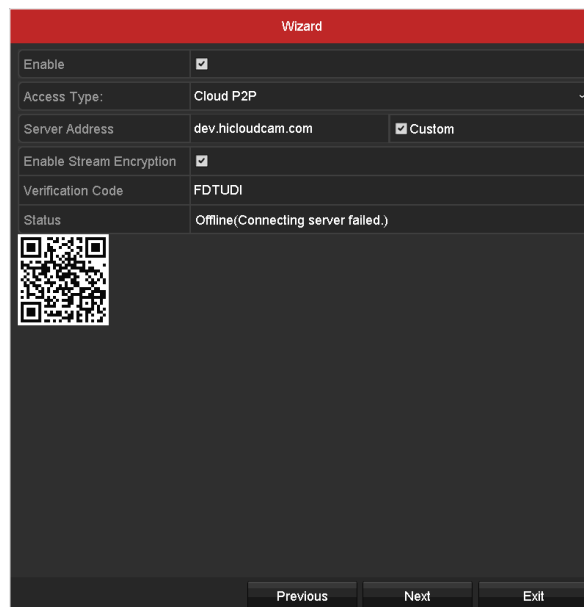 Wizard
Enable
Access Type: Cloud P2P
Server Address dev.hicloudcam.com Custom
Enable Stream Encryption
Verification Code FDTUDI
Status Offline(Connecting server failed.)
Previous Next Exit